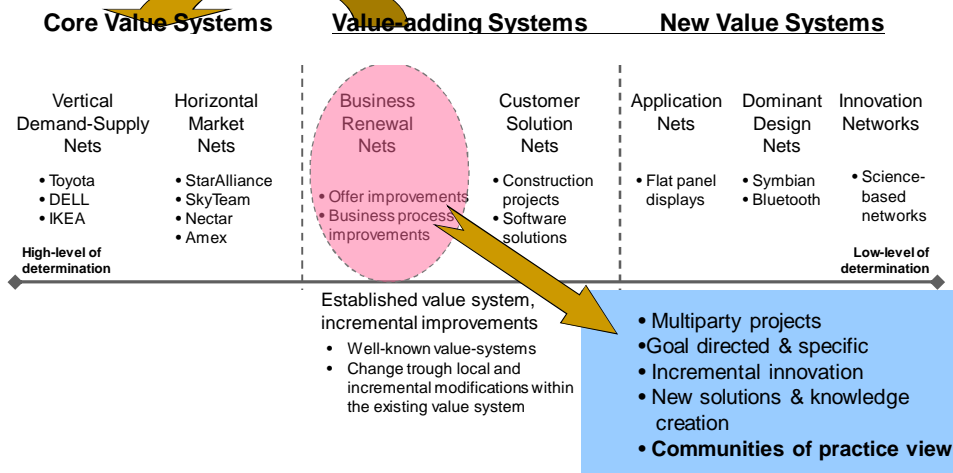 Core Value Systems
Value-adding Systems
New Value Systems
Vertical
Demand-Supply
Nets
• Toyota
• DELL
• IKEA
Horizontal
Market
Nets
• StarAlliance
• SkyTeam
• Nectar
• Amex
Business
Renewal
Nets
• Offer improvements
• Business process
improvements
Customer
Solution
Nets
• Construction
projects
• Software
solutions
Application
Nets
• Flat panel
displays
Dominant
Design
Nets
• Symbian
• Bluetooth
Innovation
Networks
• Science-
based
networks
High-level of
determination
Low-level of
determination
Established value system,
incremental improvements
• Well-known value-systems
• Change trough local and
incremental modifications within
the existing value system
• Multiparty projects
•Goal directed & specific
• Incremental innovation
• New solutions & knowledge
creation
• Communities of practice view